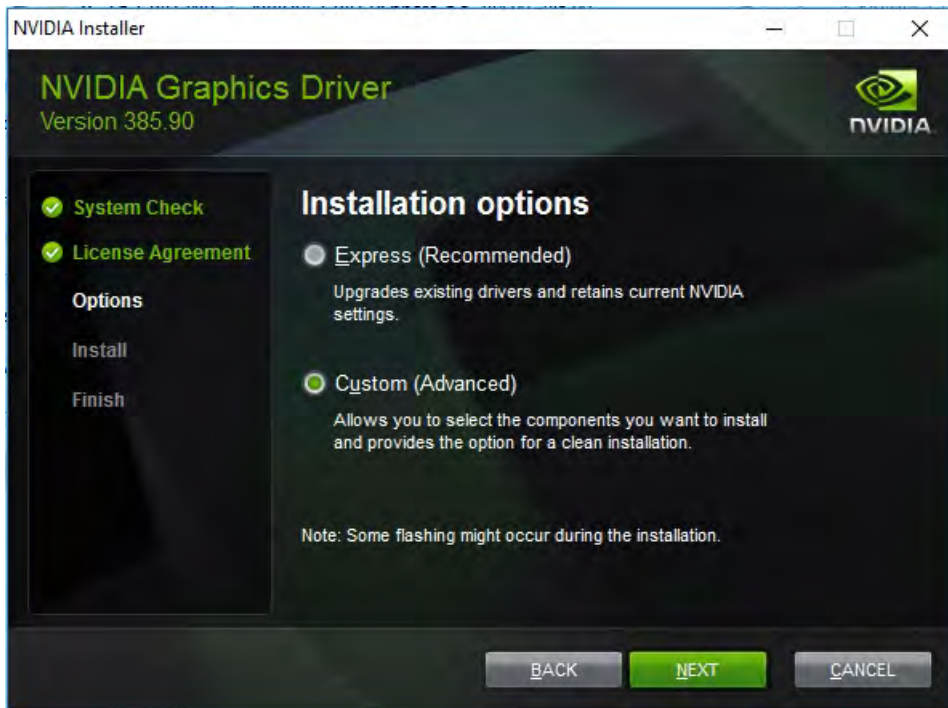 NVIDIA Installer
NVIDIA Graphics Driver
Version 385.90
NVIDIA
System Check
License Agreement
Options
Install
Finish
Installation options
Express (Recommended)
Upgrades existing drivers and retains current NVIDIA
settings.
Custom (Advanced)
Allows you to select the components you want to install
and provides the option for a clean installation.
Note: Some flashing might occur during the installation.
BACK
NEXT
CANCEL